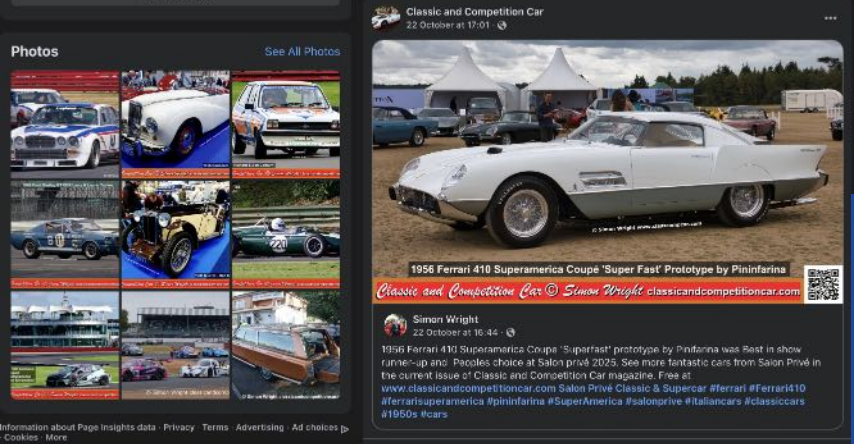 Photos
See All Photos
Information about Page Insights data · Privacy · Terms · Advertising · Ad choices
· Cookies · More
Classic and Competition Car
22 October at 17:01 ·
© Simon Wright www.classicandcompetitioncar.com
1956 Ferrari 410 Superamerica Coupé 'Super Fast' Prototype by Pininfarina
Classic and Competition Car © Simon Wright classicandcompetitioncar.com
Simon Wright
22 October at 16:44 ·
1956 Ferrari 410 Superamerica Coupe 'Superfast' prototype by Pinifarina was Best in show
runner-up and Peoples choice at Salon privé 2025. See more fantastic cars from Salon Privé in
the current issue of Classic and Competition Car magazine. Free at
www.classicandcompetitioncar.com Salon Privé Classic & Supercar #ferrari #Ferrari410
#ferrarisuperamerica #pininfarina #SuperAmerica #salonprive #italiancars #classiccars
#1950s #cars